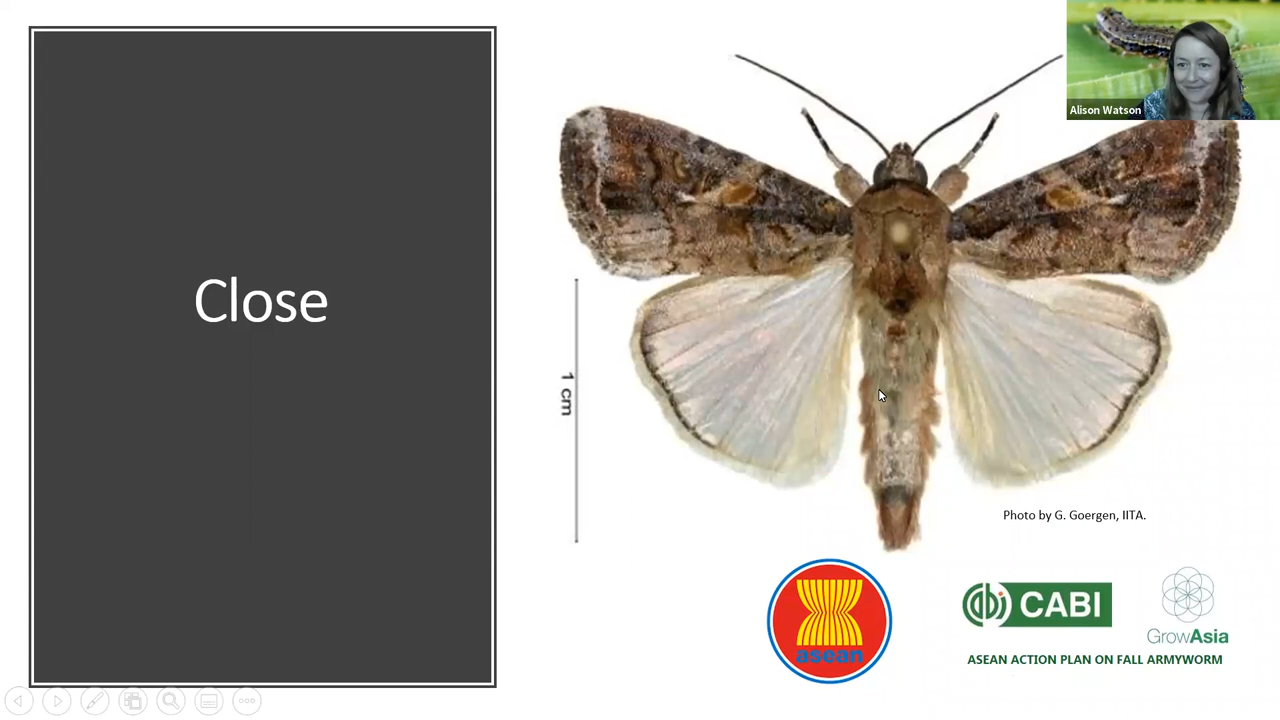 Close
Alison Watson
1 cm
Photo by G. Goergen, IITA.
asean
CABI
GrowAsia
ASEAN ACTION PLAN ON FALL ARMYWORM